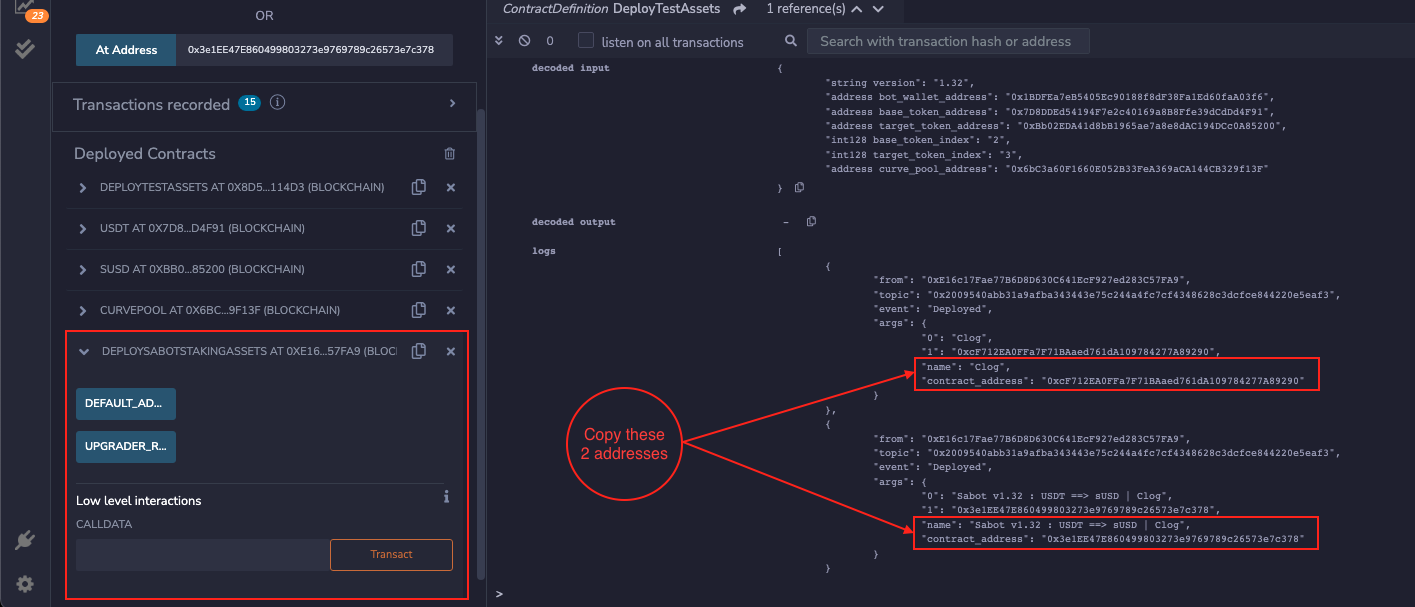 23
OR
At Address
0x3e1EE47E860499803273e9769789c26573e7c378
Transactions recorded 15 i
Deployed Contracts
DEPLOYTESTASSETS AT 0X8D5...114D3 (BLOCKCHAIN)
USDT AT 0X7D8...D4F91 (BLOCKCHAIN)
SUSD AT 0XBB0...85200 (BLOCKCHAIN)
CURVEPOOL AT 0X6BC...9F13F (BLOCKCHAIN)
DEPLOYSABOTSTAKINGASSETS AT 0XE16...57FA9 (BLOC
DEFAULT_AD...
UPGRADER_R...
Low level interactions i
CALLDATA
Transact
ContractDefinition DeployTestAssets 1 reference(s)
0 listen on all transactions Search with transaction hash or address
decoded input {
"string version": "1.32",
"address bot_wallet_address": "0x1BDFEa7eB5405Ec90188f8dF38Fa1Ed60faA03f6",
"address base_token_address": "0x7D8DDEd54194F7e2c40169a8B8Ffe39dCdDd4F91",
"address target_token_address": "0xBb02EDA41d8bB1965ae7a8e8dAC194DCc0A85200",
"int128 base_token_index": "2",
"int128 target_token_index": "3",
"address curve_pool_address": "0x6bC3a60F1660E052B33FeA369aCA144CB329f13F"
}
decoded output -
logs [
{
"from": "0xE16c17Fae77B6D8D630C641EcF927ed283C57FA9",
"topic": "0x2009540abb31a9afba343443e75c244a4fc7cf4348628c3dcfce844220e5eaf3",
"event": "Deployed",
"args": {
"0": "Clog",
"1": "0xcF712EA0FFa7F71BAaed761dA109784277A89290",
"name": "Clog",
"contract_address": "0xcF712EA0FFa7F71BAaed761dA109784277A89290"
}
},
{
"from": "0xE16c17Fae77B6D8D630C641EcF927ed283C57FA9",
"topic": "0x2009540abb31a9afba343443e75c244a4fc7cf4348628c3dcfce844220e5eaf3",
"event": "Deployed",
"args": {
"0": "Sabot v1.32 : USDT ==> sUSD | Clog",
"1": "0x3e1EE47E860499803273e9769789c26573e7c378",
"name": "Sabot v1.32 : USDT ==> sUSD | Clog",
"contract_address": "0x3e1EE47E860499803273e9769789c26573e7c378"
}
}
Copy these
2 addresses
>